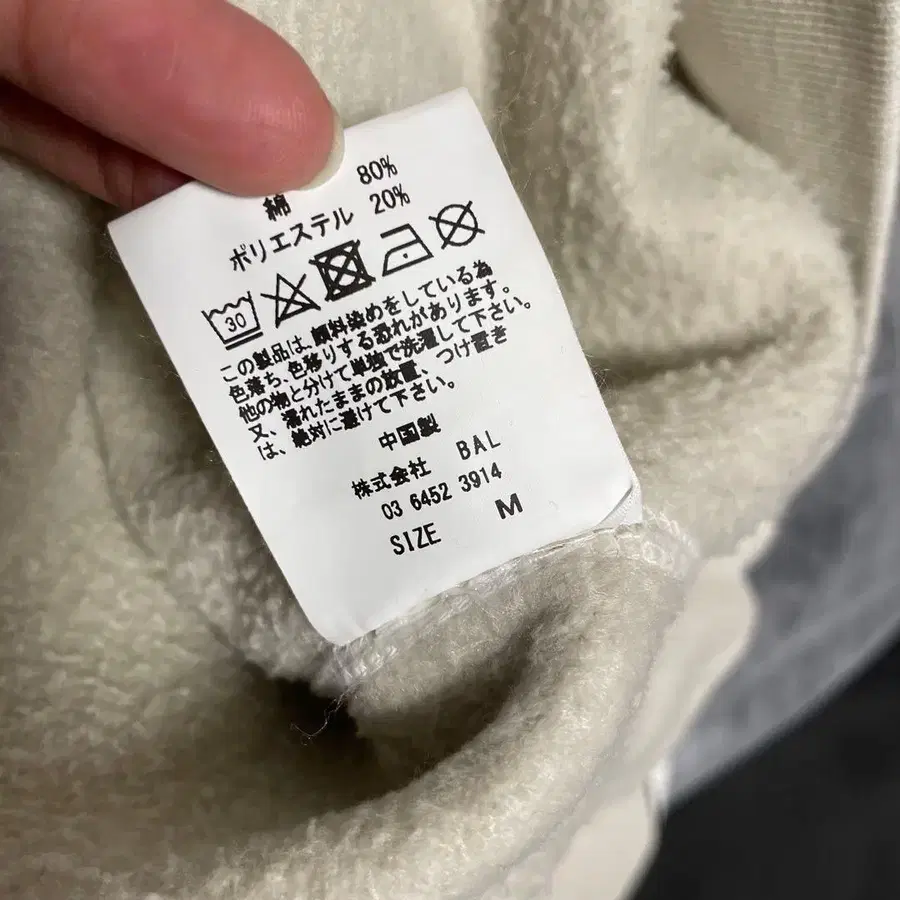 綿 80%
ポリエステル 20%
30
この製品は、顔料染めをしている為
色落ち、色移りする恐れがあります。
他の物と分けて単独で洗濯して下さい。
又、濡れたままの放置、つけ置き
は、絶対に避けて下さい。
中国製
株式会社 BAL
03 6452 3914
SIZE M